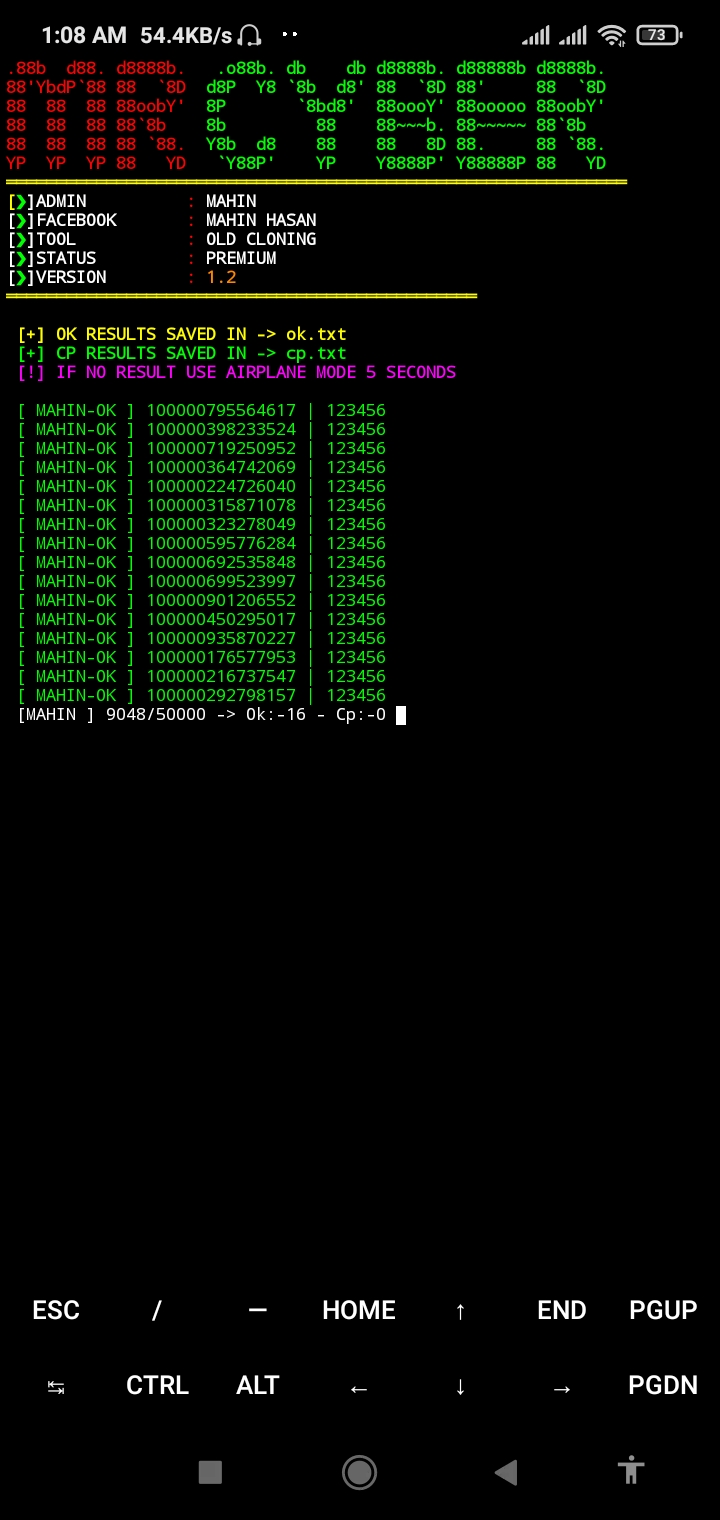 1:08 AM 54.4KB/s 73
.88b  d88. d8888b.   .o88b. db    db d8888b. d88888b d8888b.
88'YbdP`88 88  `8D  d8P  Y8 `8b  d8' 88  `8D 88'     88  `8D
88  88  88 88oobY'  8P       `8bd8'  88oooY' 88ooooo 88oobY'
88  88  88 88`8b    8b         88    88~~~b. 88~~~~~ 88`8b
88  88  88 88 `88.  Y8b  d8    88    88   8D 88.     88 `88.
YP  YP  YP 88   YD   `Y88P'    YP    Y8888P' Y88888P 88   YD
[❯]ADMIN : MAHIN
[❯]FACEBOOK : MAHIN HASAN
[❯]TOOL : OLD CLONING
[❯]STATUS : PREMIUM
[❯]VERSION : 1.2
[+] OK RESULTS SAVED IN -> ok.txt
[+] CP RESULTS SAVED IN -> cp.txt
[!] IF NO RESULT USE AIRPLANE MODE 5 SECONDS
[ MAHIN-OK ] 100000795564617 | 123456
[ MAHIN-OK ] 100000398233524 | 123456
[ MAHIN-OK ] 100000719250952 | 123456
[ MAHIN-OK ] 100000364742069 | 123456
[ MAHIN-OK ] 100000224726040 | 123456
[ MAHIN-OK ] 100000315871078 | 123456
[ MAHIN-OK ] 100000323278049 | 123456
[ MAHIN-OK ] 100000595776284 | 123456
[ MAHIN-OK ] 100000692535848 | 123456
[ MAHIN-OK ] 100000699523997 | 123456
[ MAHIN-OK ] 100000901206552 | 123456
[ MAHIN-OK ] 100000450295017 | 123456
[ MAHIN-OK ] 100000935870227 | 123456
[ MAHIN-OK ] 100000176577953 | 123456
[ MAHIN-OK ] 100000216737547 | 123456
[ MAHIN-OK ] 100000292798157 | 123456
[MAHIN ] 9048/50000 -> Ok:-16 - Cp:-0
ESC / — HOME ↑ END PGUP
↹ CTRL ALT ← ↓ → PGDN